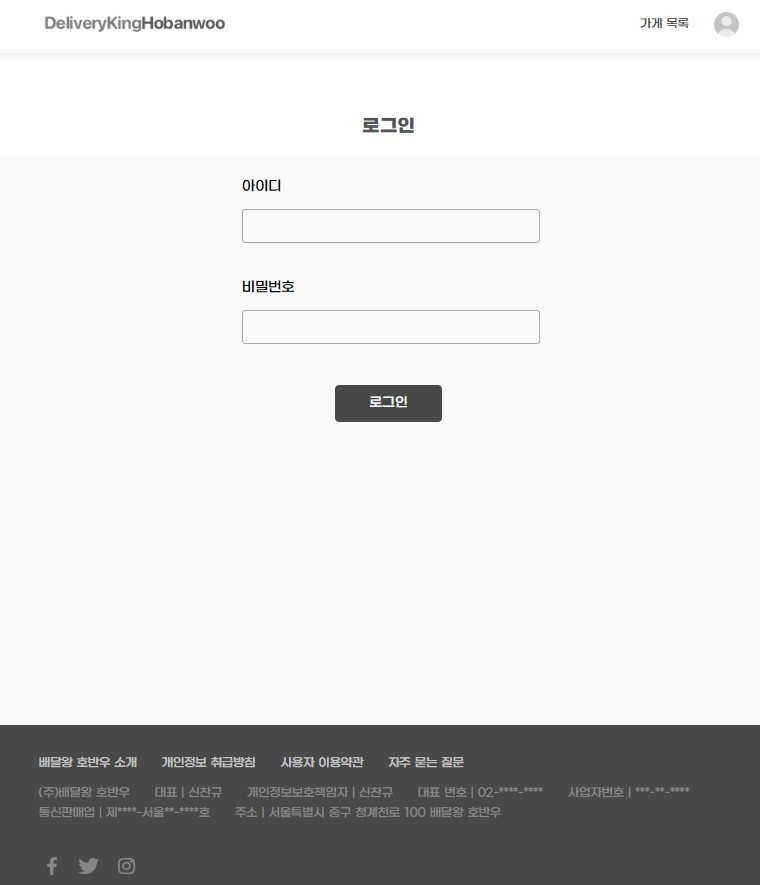 DeliveryKingHobanwoo 가게 목록
로그인
아이디
비밀번호
로그인
배달왕 호반우 소개 개인정보 취급방침 사용자 이용약관 자주 묻는 질문
(주)배달왕 호반우 대표 | 신찬규 개인정보보호책임자 | 신찬규 대표 번호 | 02-****-**** 사업자번호 | ***-**-****
통신판매업 | 제****-서울**-****호 주소 | 서울특별시 중구 청계천로 100 배달왕 호반우